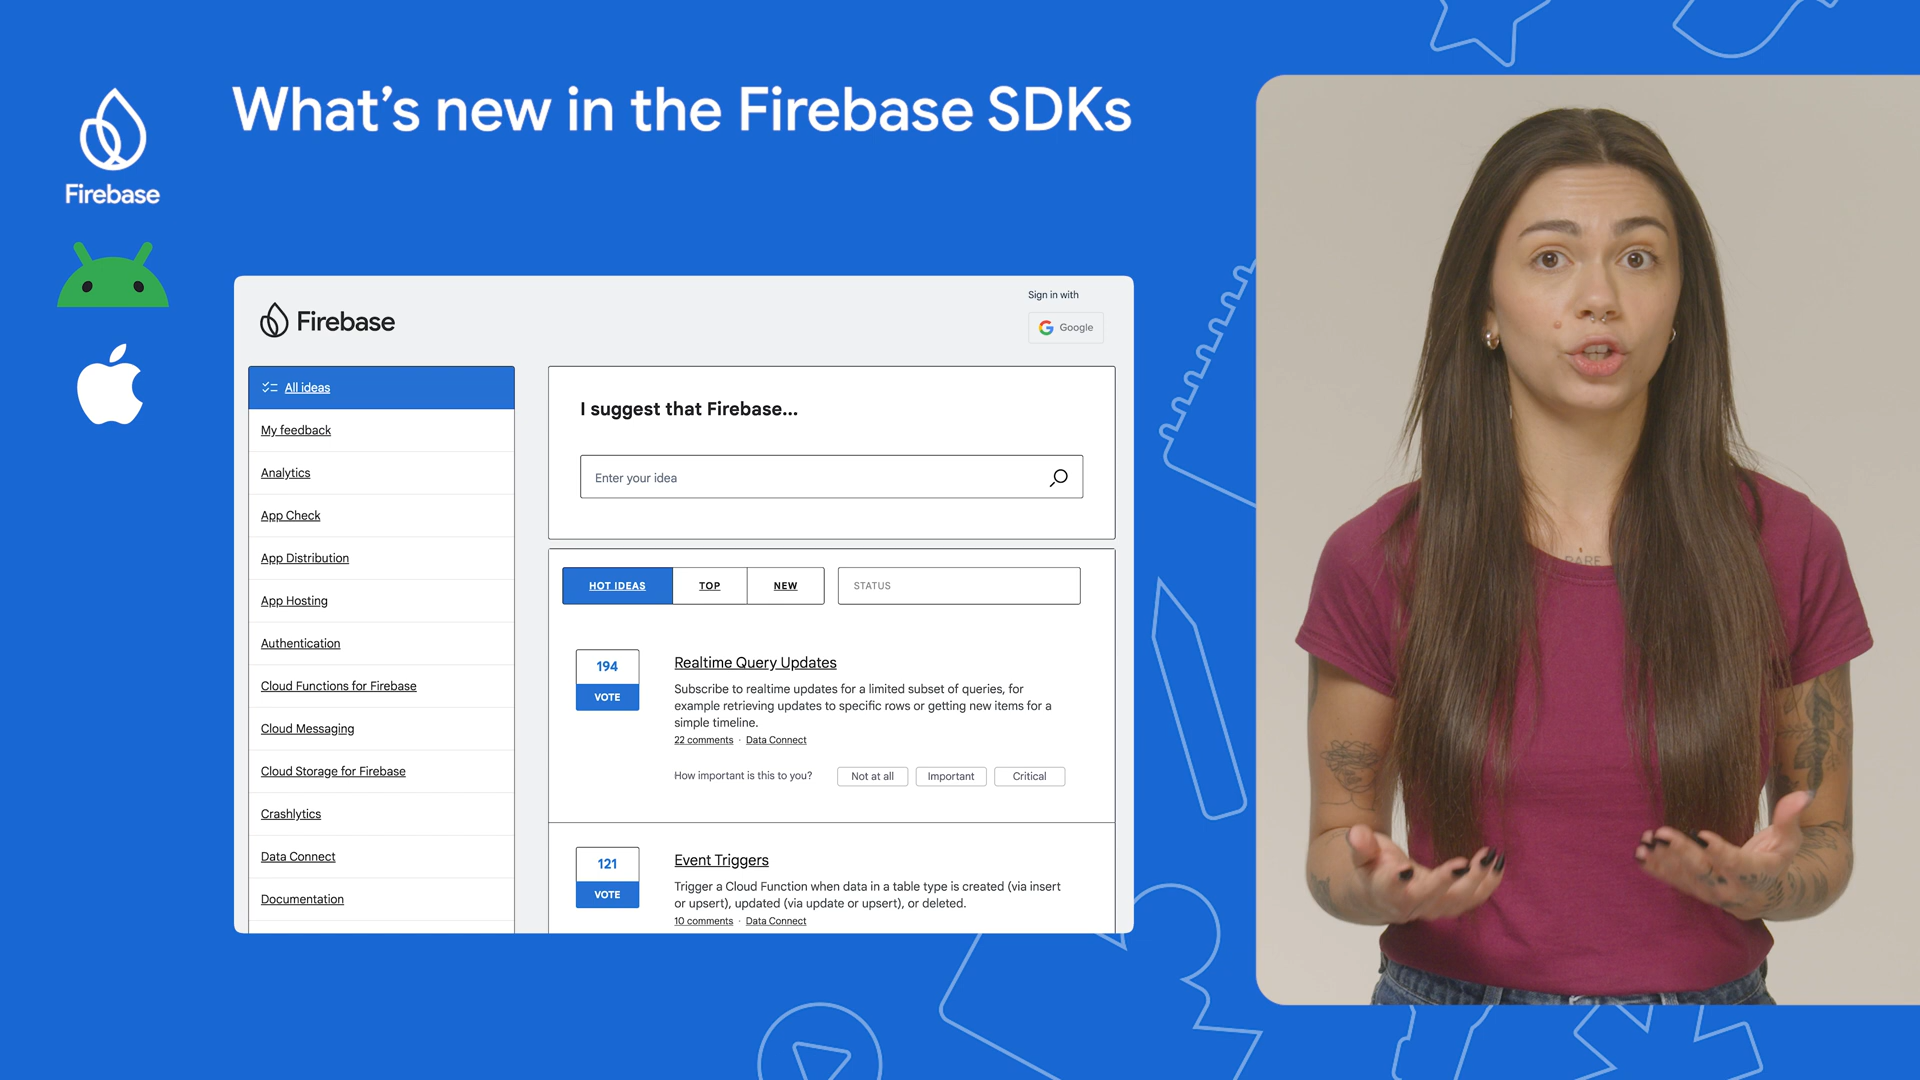 What's new in the Firebase SDKs
Firebase
Firebase
Sign in with
Google
All ideas
My feedback
Analytics
App Check
App Distribution
App Hosting
Authentication
Cloud Functions for Firebase
Cloud Messaging
Cloud Storage for Firebase
Crashlytics
Data Connect
Documentation
I suggest that Firebase...
Enter your idea
HOT IDEAS
TOP
NEW
STATUS
194
VOTE
Realtime Query Updates
Subscribe to realtime updates for a limited subset of queries, for
example retrieving updates to specific rows or getting new items for a
simple timeline.
22 comments · Data Connect
How important is this to you?
Not at all
Important
Critical
121
VOTE
Event Triggers
Trigger a Cloud Function when data in a table type is created (via insert
or upsert), updated (via update or upsert), or deleted.
10 comments · Data Connect